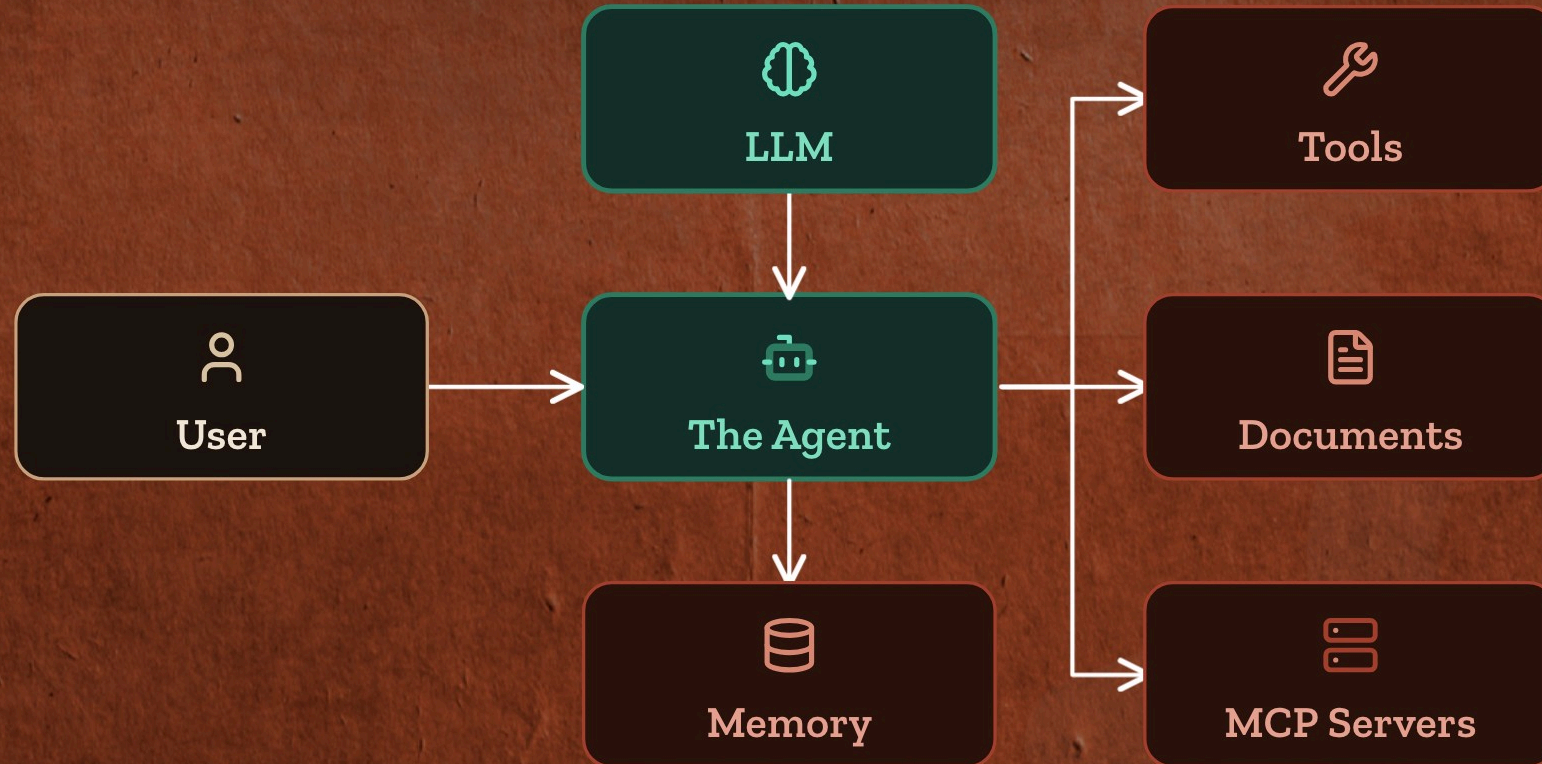 LLM
Tools
User
The Agent
Documents
Memory
MCP Servers